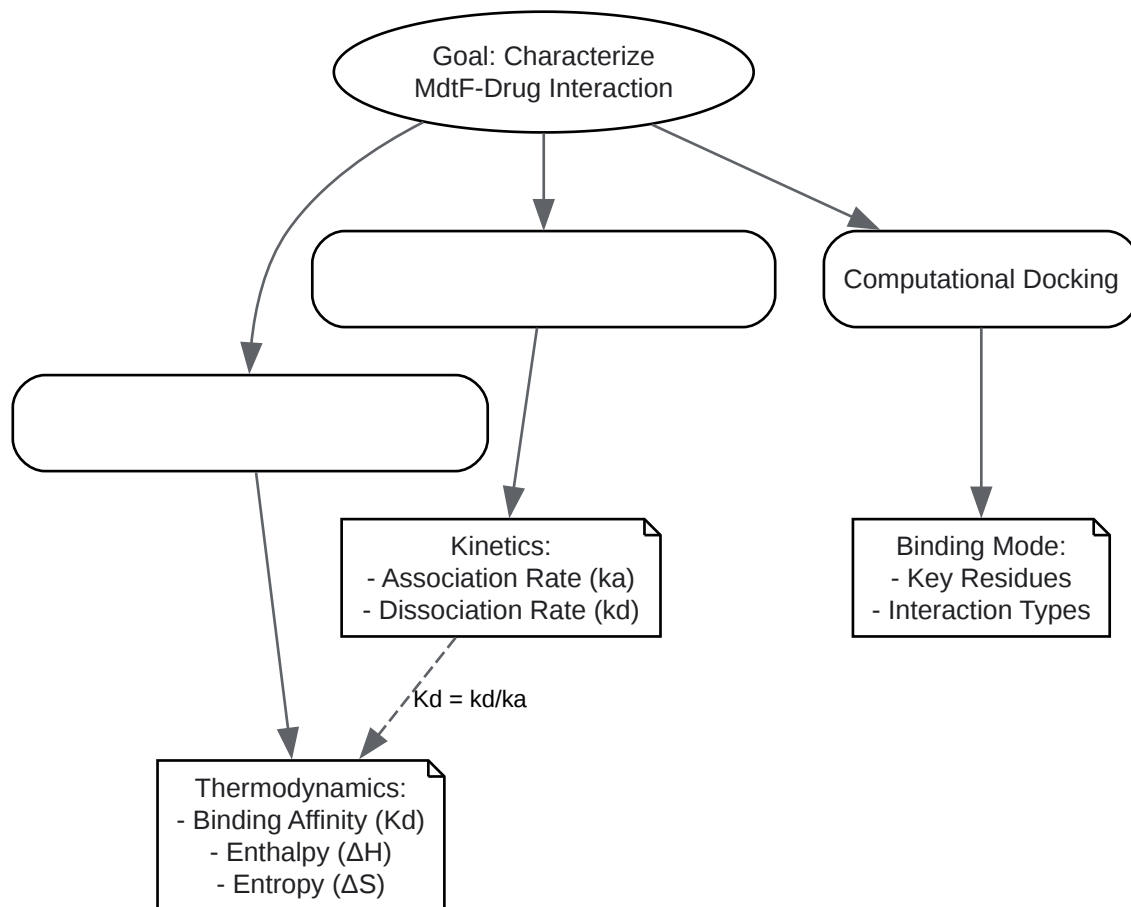 Goal: Characterize
MdtF-Drug Interaction
Computational Docking
Kinetics:
- Association Rate (ka)
- Dissociation Rate (kd)
Binding Mode:
- Key Residues
- Interaction Types
Kd = kd/ka
Thermodynamics:
- Binding Affinity (Kd)
- Enthalpy (ΔH)
- Entropy (ΔS)